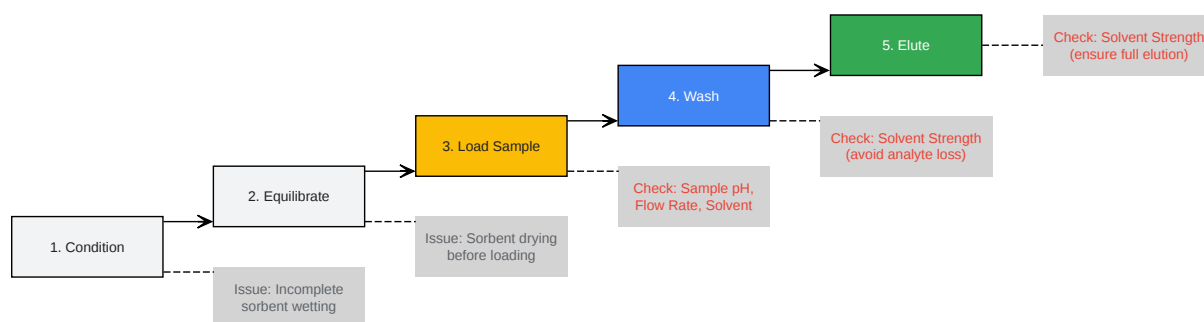 1. Condition
Issue: Incomplete
sorbent wetting
2. Equilibrate
Issue: Sorbent drying
before loading
3. Load Sample
Check: Sample pH,
Flow Rate, Solvent
4. Wash
Check: Solvent Strength
(avoid analyte loss)
5. Elute
Check: Solvent Strength
(ensure full elution)